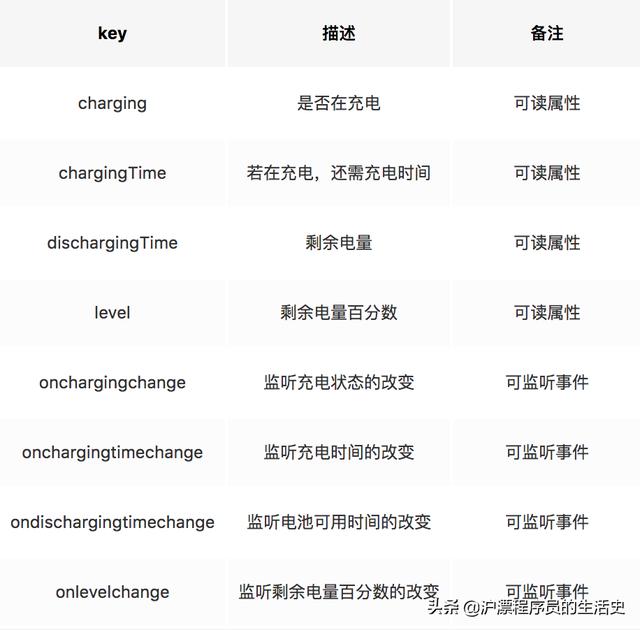 key 描述 备注
charging 是否在充电 可读属性
chargingTime 若在充电，还需充电时间 可读属性
dischargingTime 剩余电量 可读属性
level 剩余电量百分数 可读属性
onchargingchange 监听充电状态的改变 可监听事件
onchargingtimechange 监听充电时间的改变 可监听事件
ondischargingtimechange 监听电池可用时间的改变 可监听事件
onlevelchange 监听剩余电量百分数的改变 可监听事件
头条 @沪漂程序员的生活史